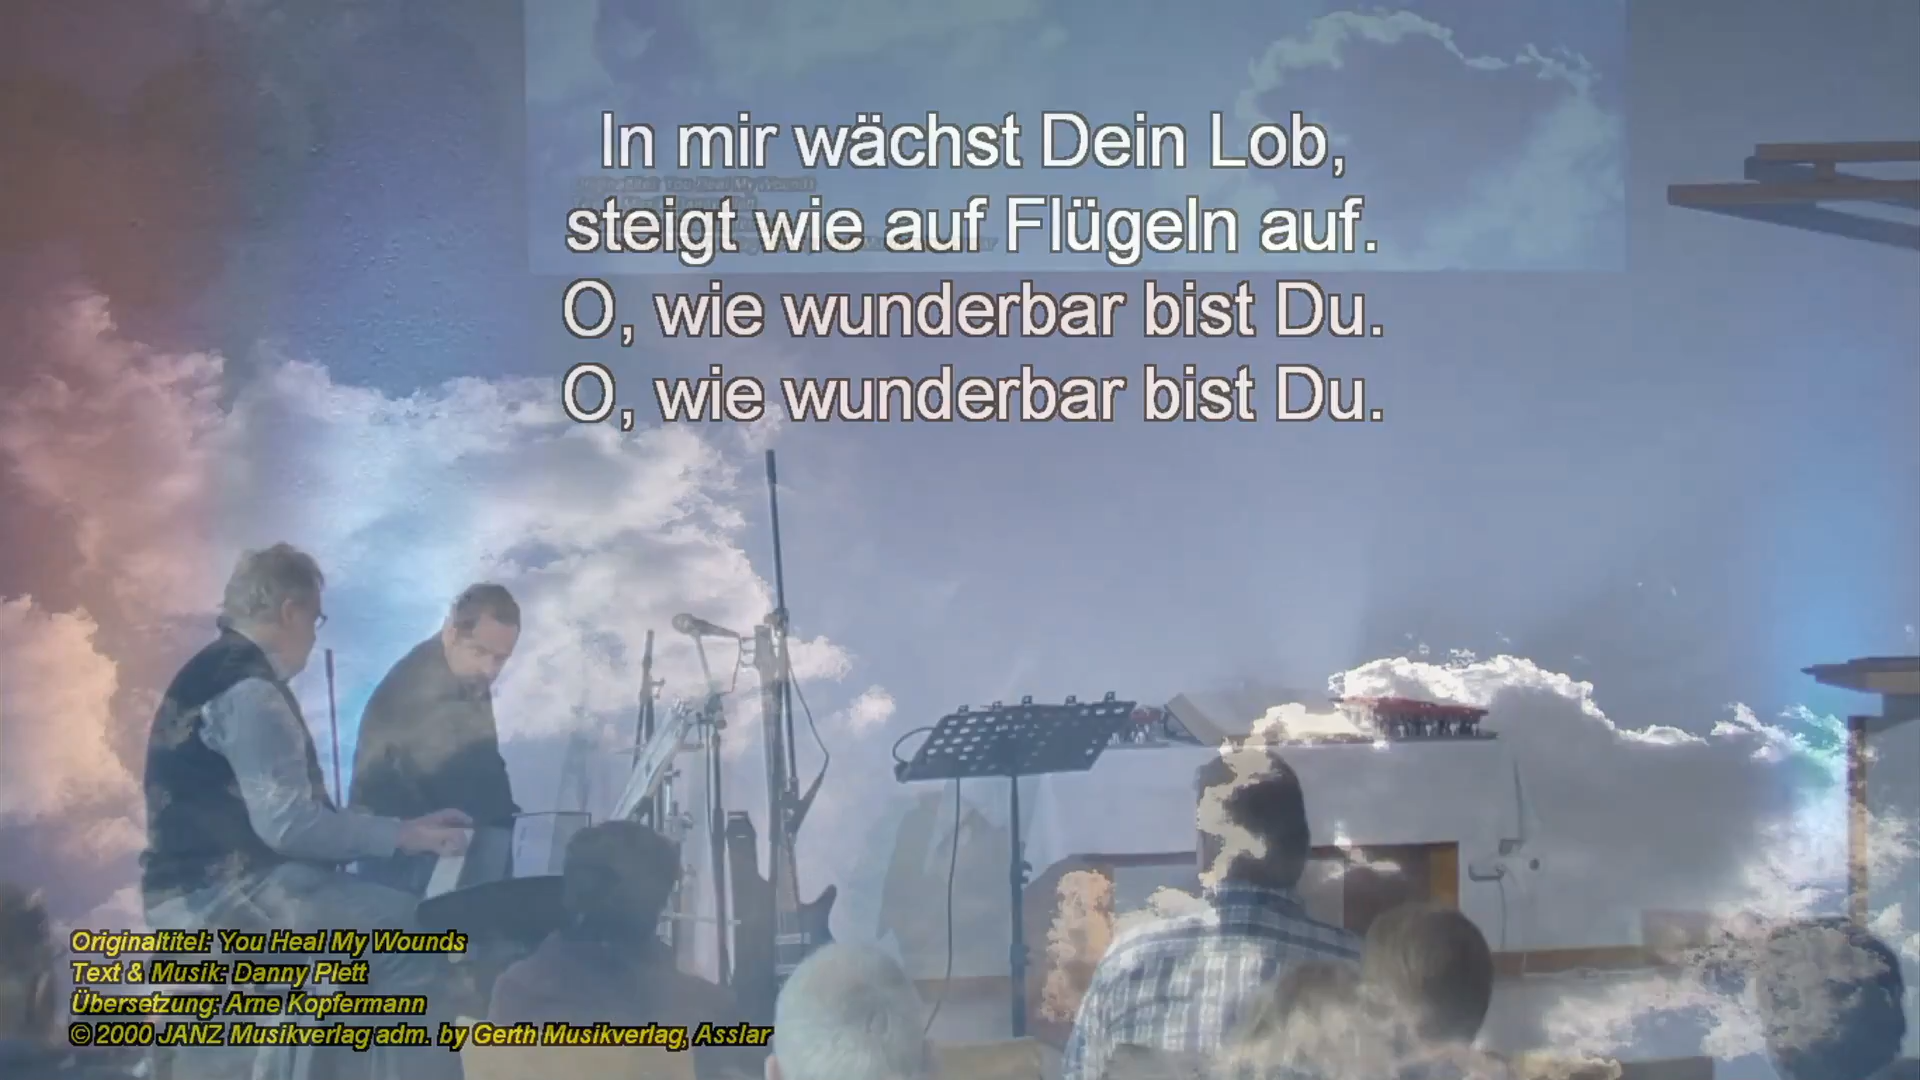 In mir wächst Dein Lob,
steigt wie auf Flügeln auf.
O, wie wunderbar bist Du.
O, wie wunderbar bist Du.
Originaltitel: You Heal My Wounds
Text & Musik: Danny Plett
Übersetzung: Arne Kopfermann
© 2000 JANZ Musikverlag adm. by Gerth Musikverlag, Asslar